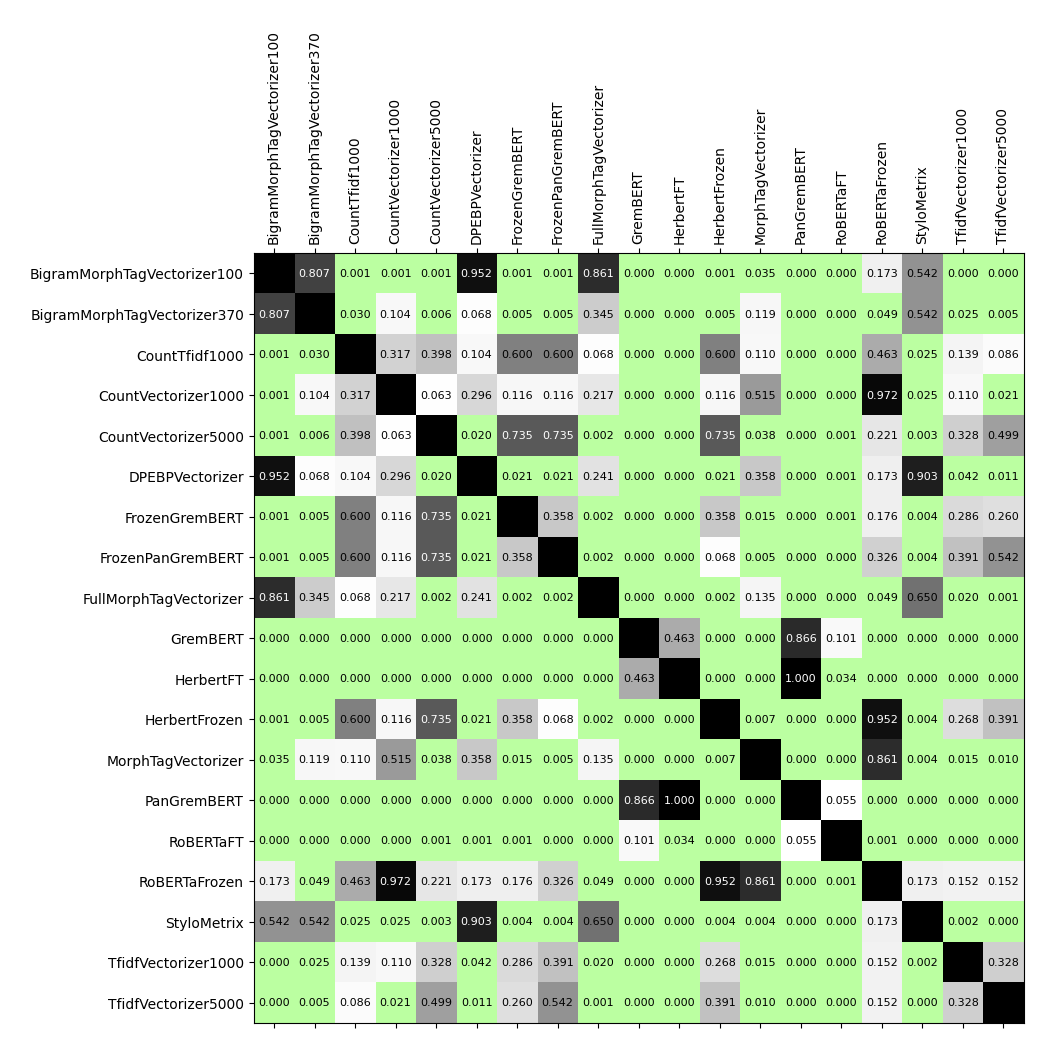 BigramMorphTagVectorizer100 BigramMorphTagVectorizer370 CountTfidf1000 CountVectorizer1000 CountVectorizer5000 DPEBPVectorizer FrozenGremBERT FrozenPanGremBERT FullMorphTagVectorizer GremBERT HerbertFT HerbertFrozen MorphTagVectorizer PanGremBERT RoBERTaFT RoBERTaFrozen StyloMetrix TfidfVectorizer1000 TfidfVectorizer5000
BigramMorphTagVectorizer100 0.807 0.001 0.001 0.001 0.952 0.001 0.001 0.861 0.000 0.000 0.001 0.035 0.000 0.000 0.173 0.542 0.000 0.000
BigramMorphTagVectorizer370 0.807 0.030 0.104 0.006 0.068 0.005 0.005 0.345 0.000 0.000 0.005 0.119 0.000 0.000 0.049 0.542 0.025 0.005
CountTfidf1000 0.001 0.030 0.317 0.398 0.104 0.600 0.600 0.068 0.000 0.000 0.600 0.110 0.000 0.000 0.463 0.025 0.139 0.086
CountVectorizer1000 0.001 0.104 0.317 0.063 0.296 0.116 0.116 0.217 0.000 0.000 0.116 0.515 0.000 0.000 0.972 0.025 0.110 0.021
CountVectorizer5000 0.001 0.006 0.398 0.063 0.020 0.735 0.735 0.002 0.000 0.000 0.735 0.038 0.000 0.001 0.221 0.003 0.328 0.499
DPEBPVectorizer 0.952 0.068 0.104 0.296 0.020 0.021 0.021 0.241 0.000 0.000 0.021 0.358 0.000 0.001 0.173 0.903 0.042 0.011
FrozenGremBERT 0.001 0.005 0.600 0.116 0.735 0.021 0.358 0.002 0.000 0.000 0.358 0.015 0.000 0.001 0.176 0.004 0.286 0.260
FrozenPanGremBERT 0.001 0.005 0.600 0.116 0.735 0.021 0.358 0.002 0.000 0.000 0.068 0.005 0.000 0.000 0.326 0.004 0.391 0.542
FullMorphTagVectorizer 0.861 0.345 0.068 0.217 0.002 0.241 0.002 0.002 0.000 0.000 0.002 0.135 0.000 0.000 0.049 0.650 0.020 0.001
GremBERT 0.000 0.000 0.000 0.000 0.000 0.000 0.000 0.000 0.000 0.463 0.000 0.000 0.866 0.101 0.000 0.000 0.000 0.000
HerbertFT 0.000 0.000 0.000 0.000 0.000 0.000 0.000 0.000 0.000 0.463 0.000 0.000 1.000 0.034 0.000 0.000 0.000 0.000
HerbertFrozen 0.001 0.005 0.600 0.116 0.735 0.021 0.358 0.068 0.002 0.000 0.000 0.007 0.000 0.000 0.952 0.004 0.268 0.391
MorphTagVectorizer 0.035 0.119 0.110 0.515 0.038 0.358 0.015 0.005 0.135 0.000 0.000 0.007 0.000 0.000 0.861 0.004 0.015 0.010
PanGremBERT 0.000 0.000 0.000 0.000 0.000 0.000 0.000 0.000 0.000 0.866 1.000 0.000 0.000 0.055 0.000 0.000 0.000 0.000
RoBERTaFT 0.000 0.000 0.000 0.000 0.001 0.001 0.001 0.000 0.000 0.101 0.034 0.000 0.000 0.055 0.001 0.000 0.000 0.000
RoBERTaFrozen 0.173 0.049 0.463 0.972 0.221 0.173 0.176 0.326 0.049 0.000 0.000 0.952 0.861 0.000 0.001 0.173 0.152 0.152
StyloMetrix 0.542 0.542 0.025 0.025 0.003 0.903 0.004 0.004 0.650 0.000 0.000 0.004 0.004 0.000 0.000 0.173 0.002 0.000
TfidfVectorizer1000 0.000 0.025 0.139 0.110 0.328 0.042 0.286 0.391 0.020 0.000 0.000 0.268 0.015 0.000 0.000 0.152 0.002 0.328
TfidfVectorizer5000 0.000 0.005 0.086 0.021 0.499 0.011 0.260 0.542 0.001 0.000 0.000 0.391 0.010 0.000 0.000 0.152 0.000 0.328